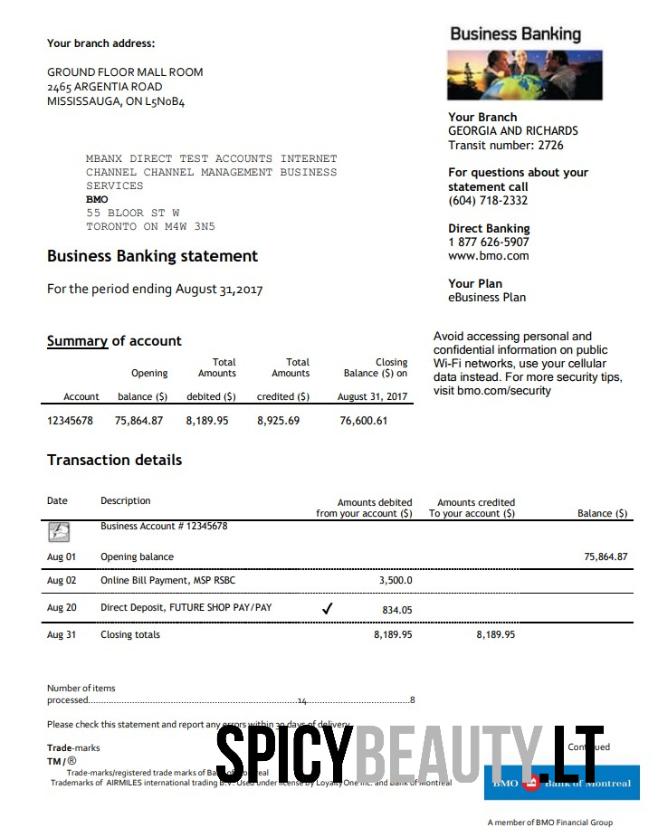 Business Banking
Your branch address:
GROUND FLOOR MALL ROOM
2465 ARGENTIA ROAD
MISSISSAUGA, ON L5N0B4
Your Branch
GEORGIA AND RICHARDS
Transit number: 2726
MBANX DIRECT TEST ACCOUNTS INTERNET
CHANNEL CHANNEL MANAGEMENT BUSINESS
SERVICES
BMO
55 BLOOR ST W
TORONTO ON M4W 3N5
For questions about your
statement call
(604) 718-2332
Direct Banking
1 877 626-5907
www.bmo.com
Business Banking statement
For the period ending August 31,2017
Your Plan
eBusiness Plan
Avoid accessing personal and
confidential information on public
Wi-Fi networks, use your cellular
data instead. For more security tips,
visit bmo.com/security
Summary of account
Total Total Closing
Opening Amounts Amounts Balance ($) on
Account balance ($) debited ($) credited ($) August 31, 2017
12345678 75,864.87 8,189.95 8,925.69 76,600.61
Transaction details
Date Description Amounts debited Amounts credited
from your account ($) To your account ($) Balance ($)
Business Account # 12345678
Aug 01 Opening balance 75,864.87
Aug 02 Online Bill Payment, MSP RSBC 3,500.0
Aug 20 Direct Deposit, FUTURE SHOP PAY/PAY ✓ 834.05
Aug 31 Closing totals 8,189.95 8,189.95
Number of items
processed 14 8
Please check this statement and report any errors within 30 days of delivery
SPICYBEAUTY.LT
Trade-marks
Continued
TM/®
Trade-marks/registered trade marks of Bank of Montreal
Trademarks of AIRMILES international trading B.V. Used under license by LoyaltyOne Inc. and Bank of Montreal
BMO Bank of Montreal
A member of BMO Financial Group